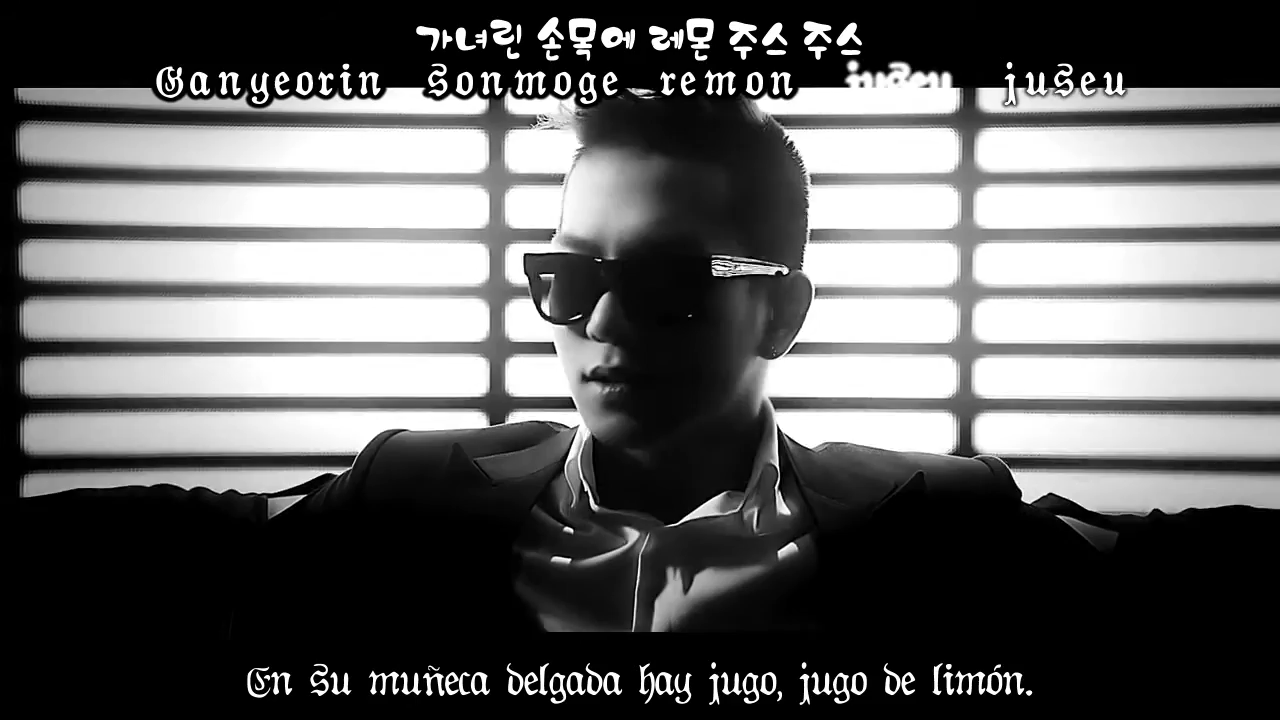 가녀린 손목에 레몬 주스 주스
Ganyeorin sonmoge remon juseu juseu
En su muñeca delgada hay jugo, jugo de limón.